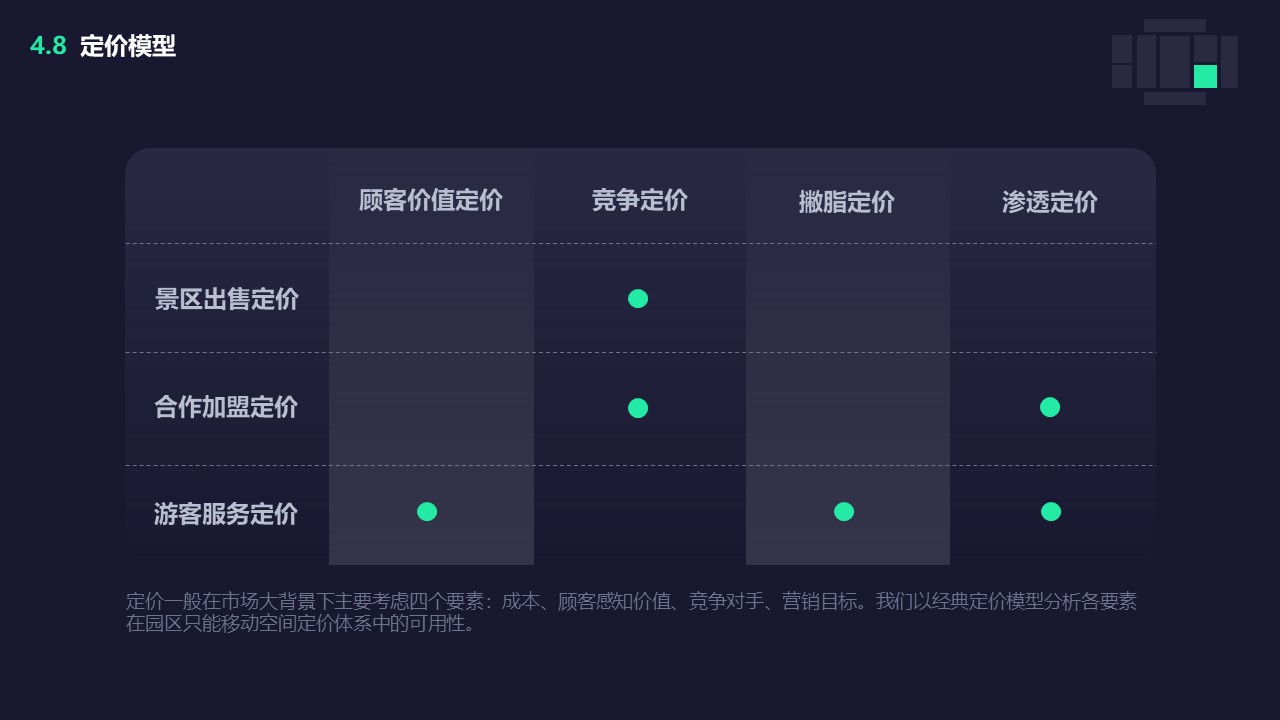 4.8 定价模型
顾客价值定价 竞争定价 撇脂定价 渗透定价
景区出售定价
合作加盟定价
游客服务定价
定价一般在市场大背景下主要考虑四个要素：成本、顾客感知价值、竞争对手、营销目标。我们以经典定价模型分析各要素
在园区只能移动空间定价体系中的可用性。